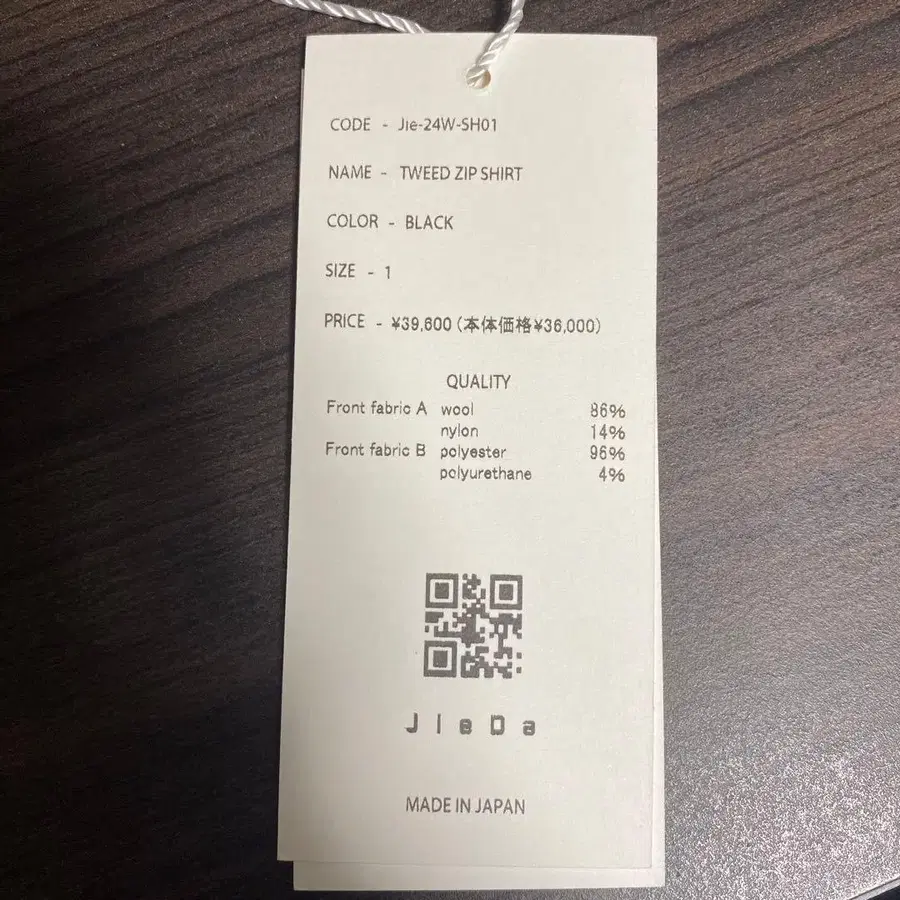 CODE - Jie-24W-SH01
NAME - TWEED ZIP SHIRT
COLOR - BLACK
SIZE - 1
PRICE - ¥39,600 (本体価格¥36,000)
QUALITY
Front fabric A wool 86%
nylon 14%
Front fabric B polyester 96%
polyurethane 4%
JieDa
MADE IN JAPAN